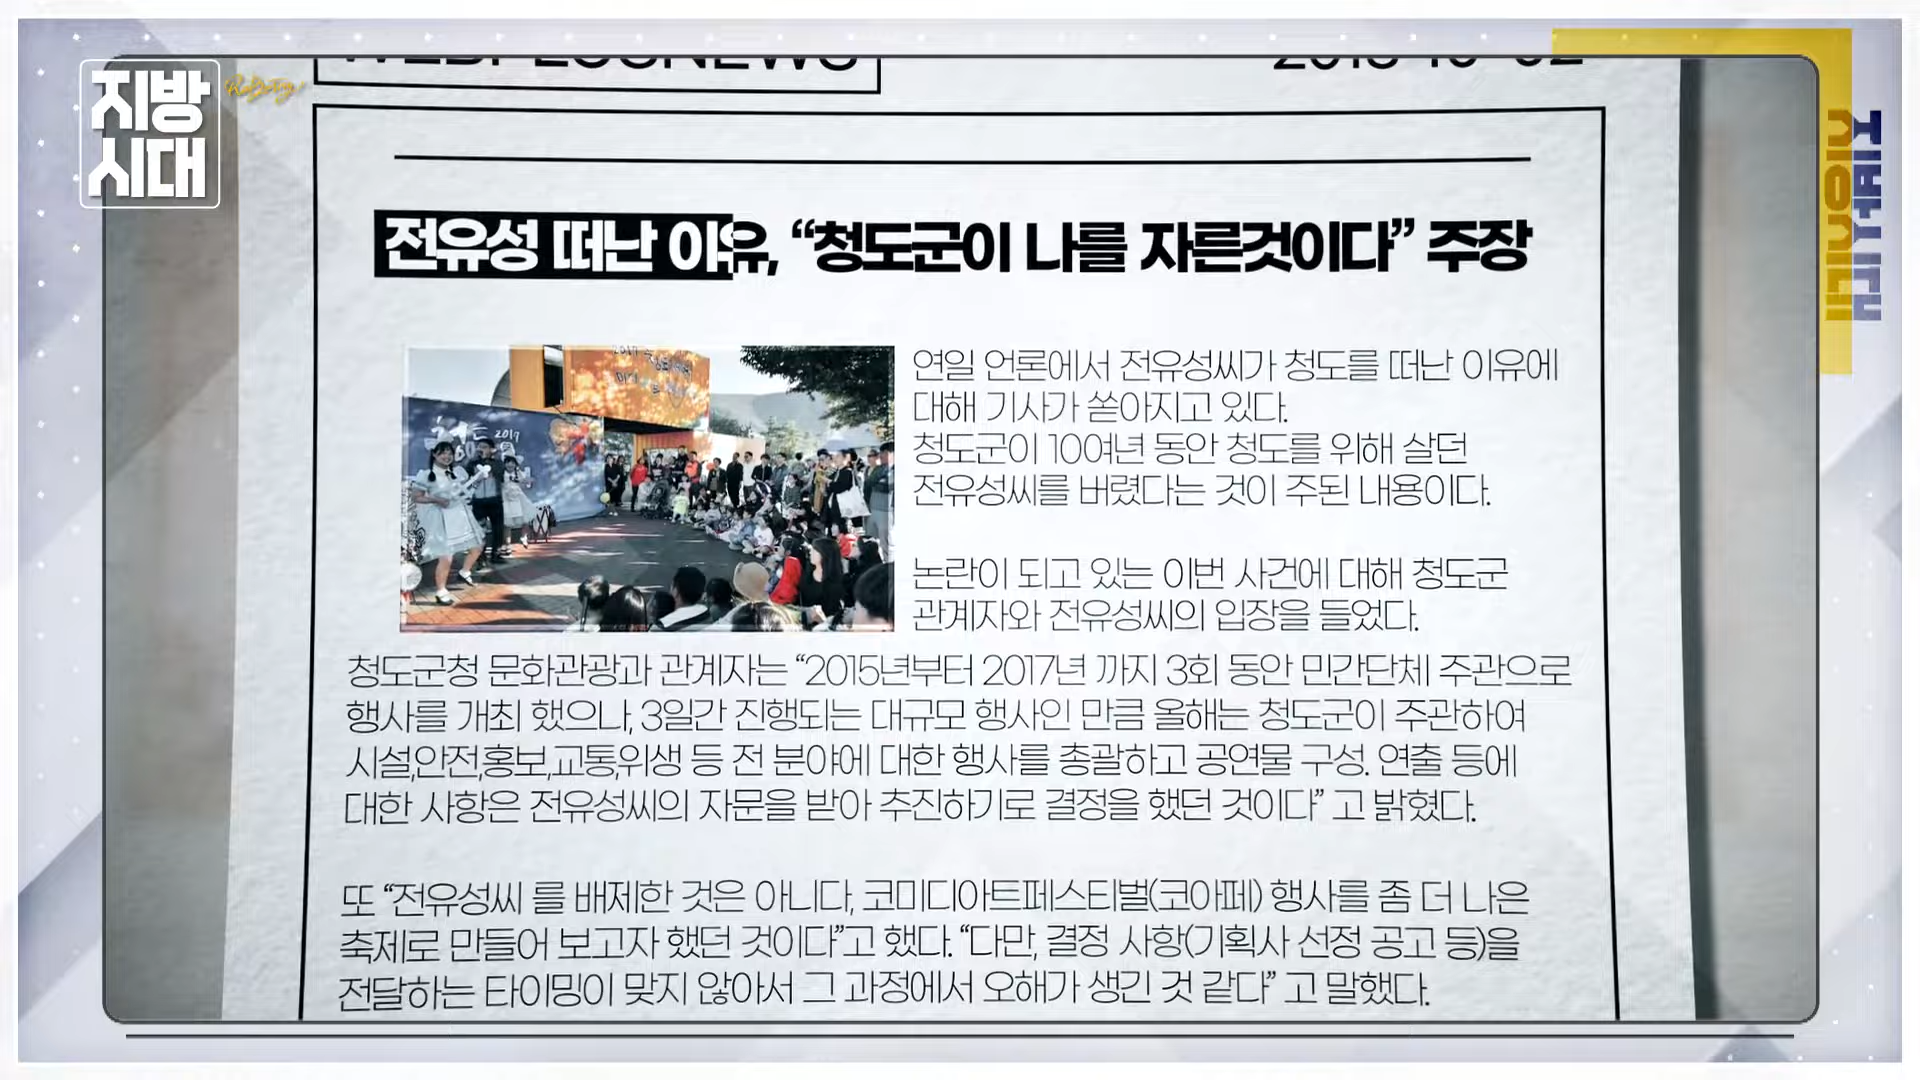 지방
시대
WEBPLUSNEWS
지방시대
전유성 떠난 이유, “청도군이 나를 자른것이다” 주장
연일 언론에서 전유성씨가 청도를 떠난 이유에
대해 기사가 쏟아지고 있다.
청도군이 10여년 동안 청도를 위해 살던
전유성씨를 버렸다는 것이 주된 내용이다.
논란이 되고 있는 이번 사건에 대해 청도군
관계자와 전유성씨의 입장을 들었다.
청도군청 문화관광과 관계자는 “2015년부터 2017년 까지 3회 동안 민간단체 주관으로
행사를 개최 했으나, 3일간 진행되는 대규모 행사인 만큼 올해는 청도군이 주관하여
시설,안전,홍보,교통,위생 등 전 분야에 대한 행사를 총괄하고 공연물 구성. 연출 등에
대한 사항은 전유성씨의 자문을 받아 추진하기로 결정을 했던 것이다” 고 밝혔다.
또 “전유성씨 를 배제한 것은 아니다, 코미디아트페스티벌(코아페) 행사를 좀 더 나은
축제로 만들어 보고자 했던 것이다”고 했다. “다만, 결정 사항(기획사 선정 공고 등)을
전달하는 타이밍이 맞지 않아서 그 과정에서 오해가 생긴 것 같다” 고 말했다.